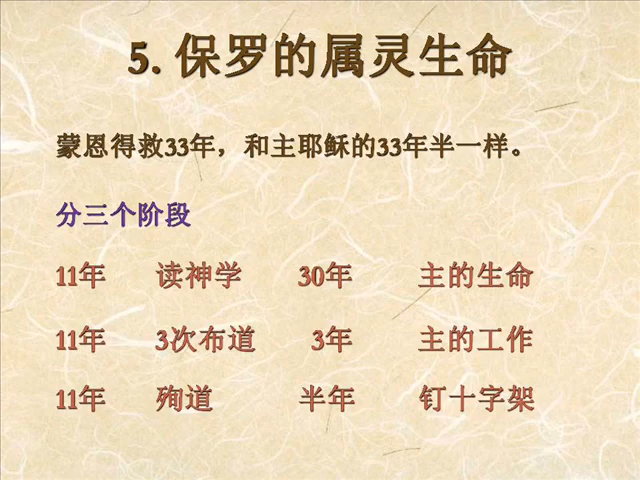 5. 保罗的属灵生命
蒙恩得救33年，和主耶稣的33年半一样。
分三个阶段
11年 读神学 30年 主的生命
11年 3次布道 3年 主的工作
11年 殉道 半年 钉十字架